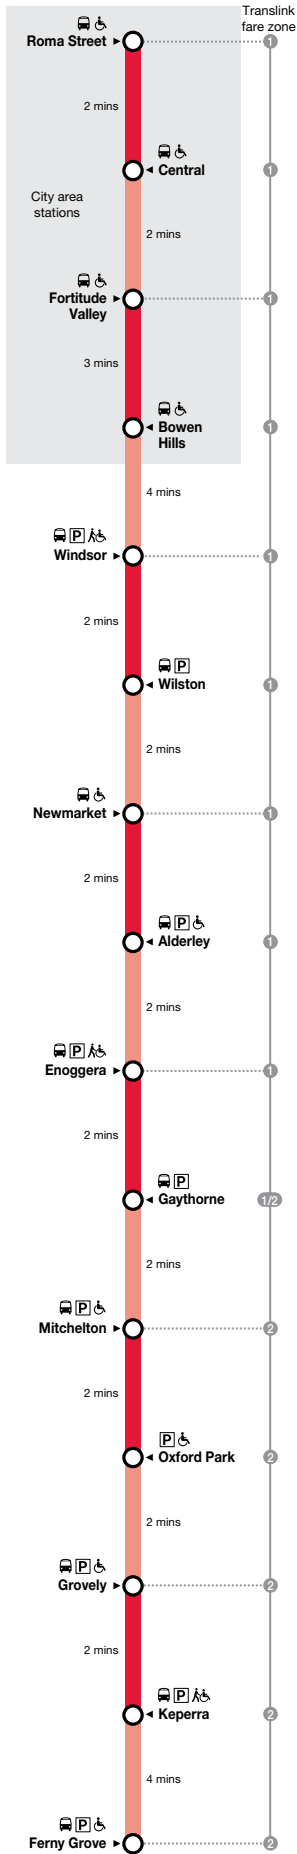 Translink
fare zone
Roma Street
1
2 mins
Central
1
City area
stations
2 mins
Fortitude
Valley
1
3 mins
Bowen
Hills
1
4 mins
P
Windsor
1
2 mins
P
Wilston
1
2 mins
Newmarket
1
2 mins
P
Alderley
1
2 mins
P
Enoggera
1
2 mins
P
Gaythorne
1/2
2 mins
P
Mitchelton
2
2 mins
P
Oxford Park
2
2 mins
P
Grovely
2
2 mins
P
Keperra
2
4 mins
P
Ferny Grove
2